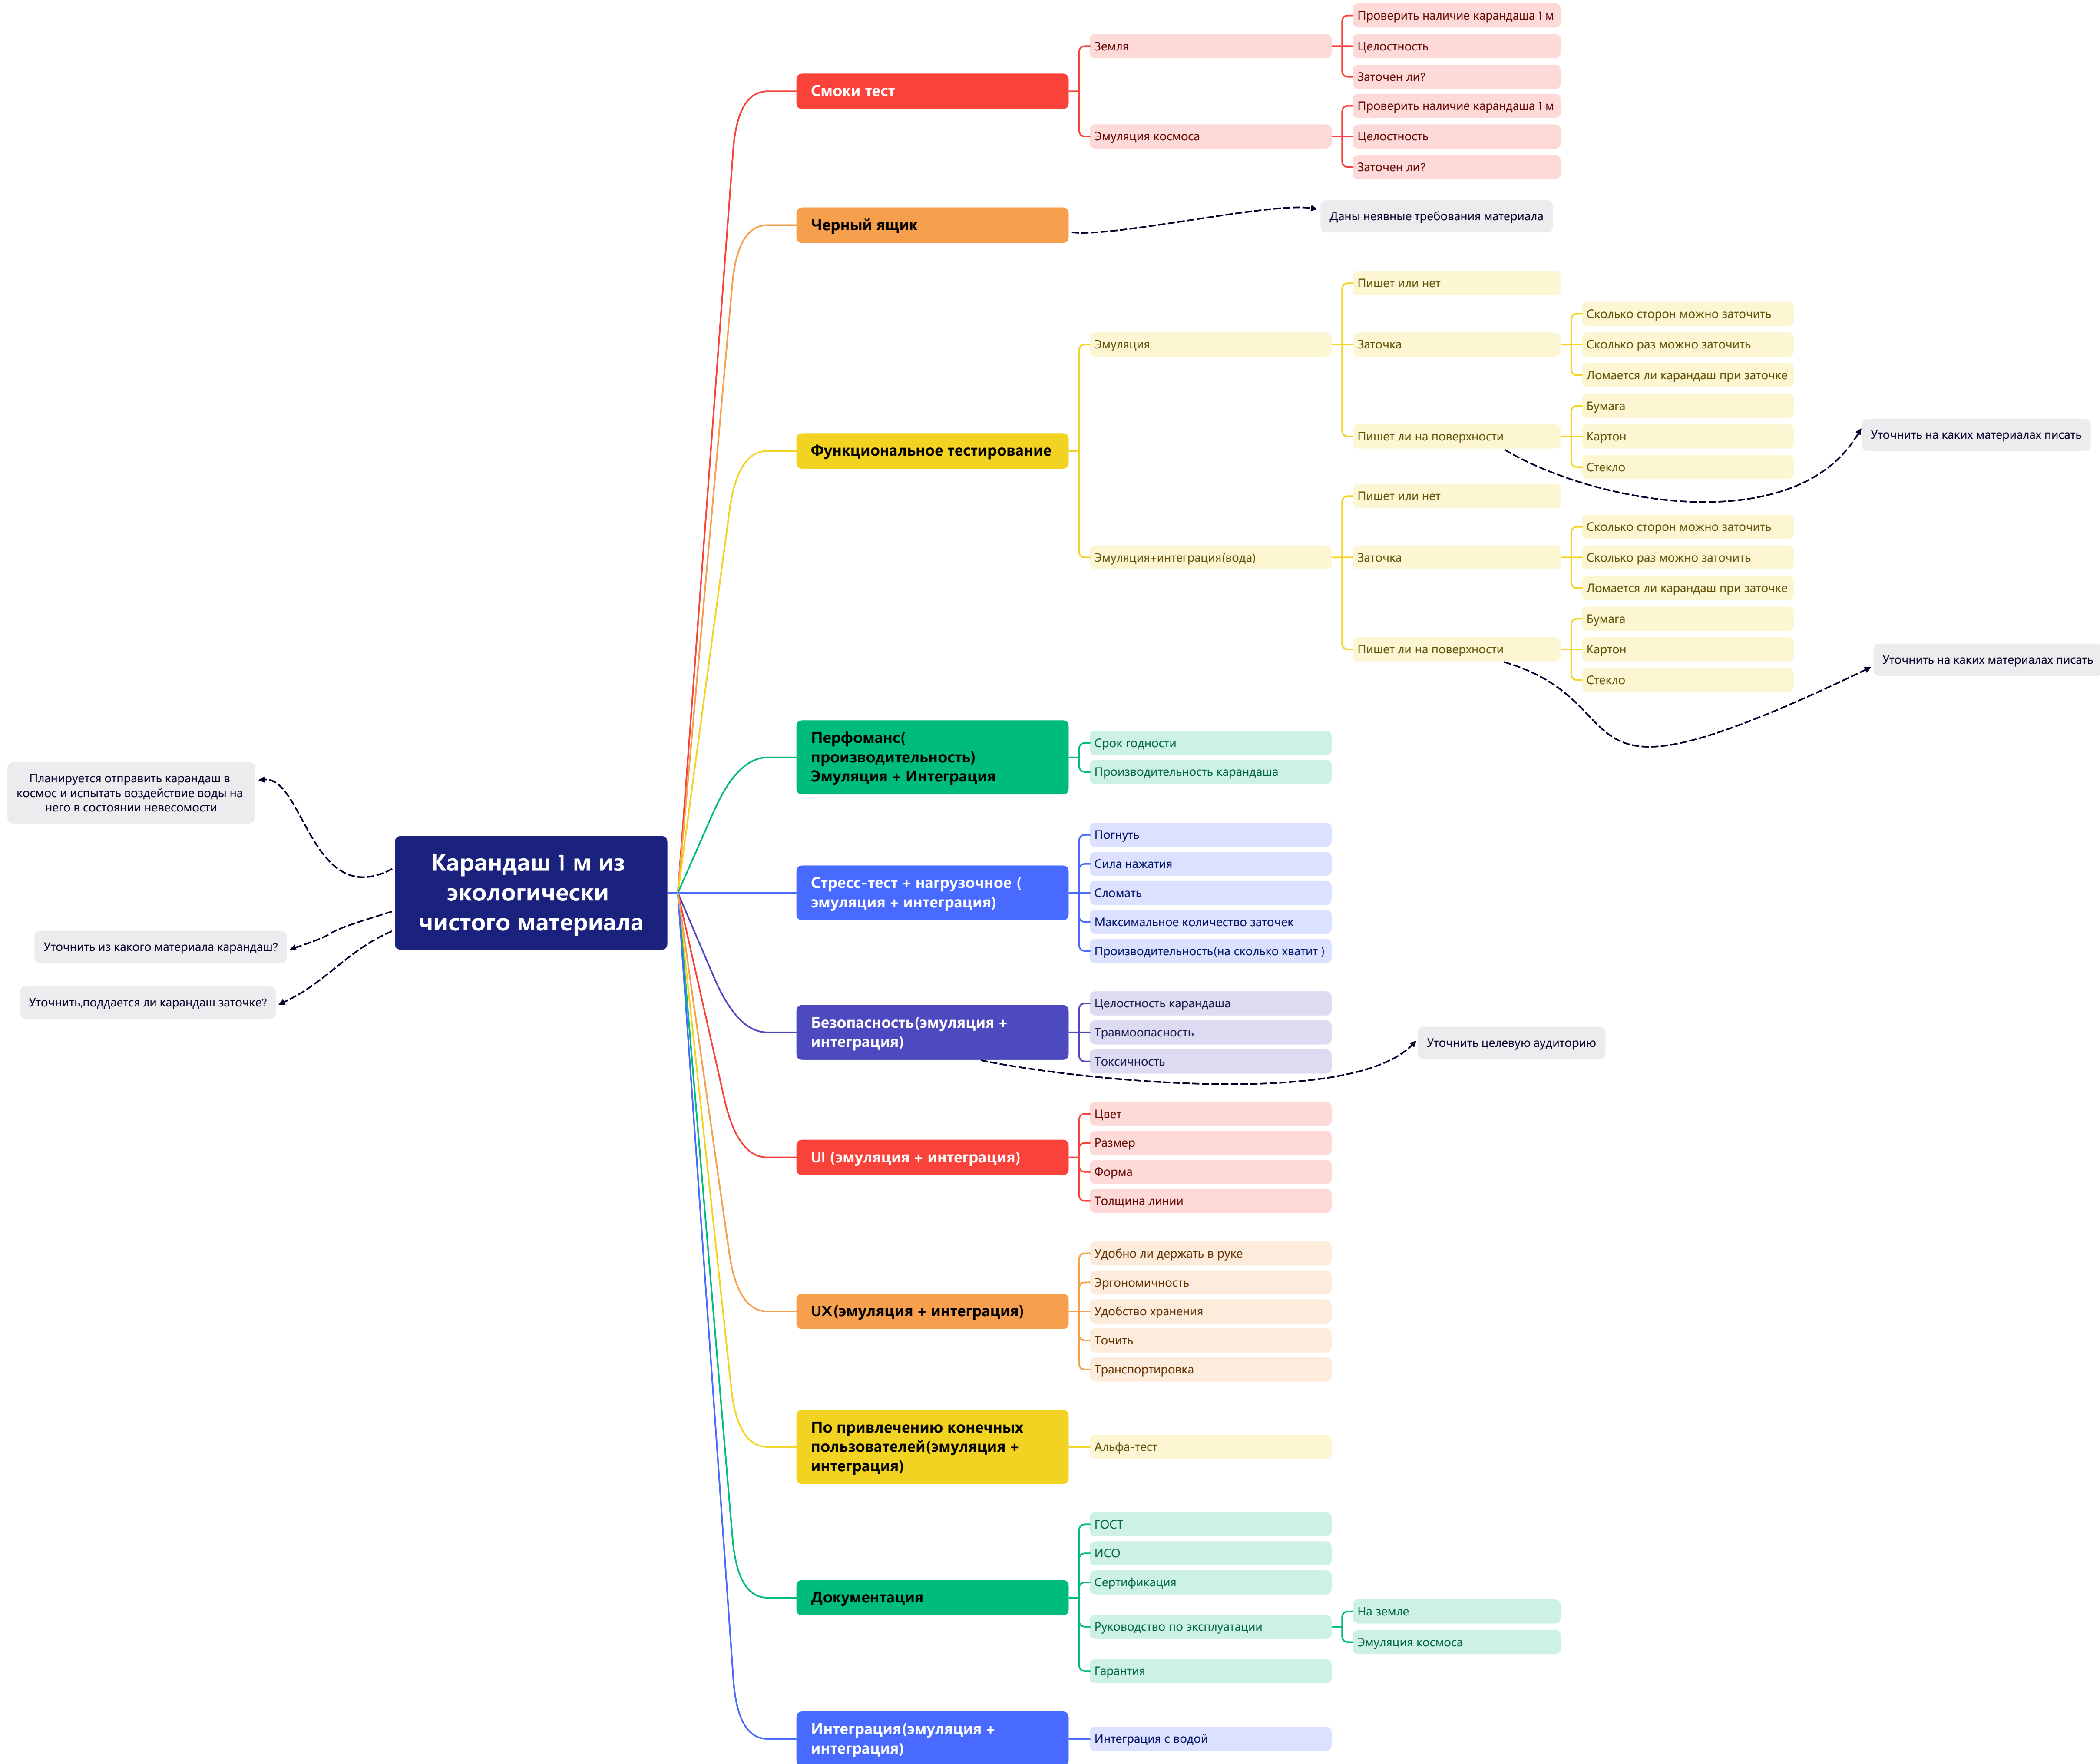 Проверить наличие карандаша 1 м
Земля
Целостность
Заточен ли?
Смоки тест
Проверить наличие карандаша 1 м
Эмуляция космоса
Целостность
Заточен ли?
Черный ящик
Даны неявные требования материала
Пишет или нет
Сколько сторон можно заточить
Эмуляция
Заточка
Сколько раз можно заточить
Ломается ли карандаш при заточке
Бумага
Пишет ли на поверхности
Картон
Уточнить на каких материалах писать
Стекло
Функциональное тестирование
Пишет или нет
Сколько сторон можно заточить
Эмуляция+интеграция(вода)
Заточка
Сколько раз можно заточить
Ломается ли карандаш при заточке
Бумага
Пишет ли на поверхности
Картон
Уточнить на каких материалах писать
Стекло
Перфоманс(
производительность)
Эмуляция + Интеграция
Срок годности
Производительность карандаша
Планируется отправить карандаш в
космос и испытать воздействие воды на
него в состоянии невесомости
Карандаш 1 м из
экологически
чистого материала
Уточнить из какого материала карандаш?
Уточнить,поддается ли карандаш заточке?
Стресс-тест + нагрузочное (
эмуляция + интеграция)
Погнуть
Сила нажатия
Сломать
Максимальное количество заточек
Производительность(на сколько хватит )
Безопасность(эмуляция +
интеграция)
Целостность карандаша
Травмоопасность
Токсичность
Уточнить целевую аудиторию
UI (эмуляция + интеграция)
Цвет
Размер
Форма
Толщина линии
UX(эмуляция + интеграция)
Удобно ли держать в руке
Эргономичность
Удобство хранения
Точить
Транспортировка
По привлечению конечных
пользователей(эмуляция +
интеграция)
Альфа-тест
Документация
ГОСТ
ИСО
Сертификация
Руководство по эксплуатации
На земле
Эмуляция космоса
Гарантия
Интеграция(эмуляция +
интеграция)
Интеграция с водой